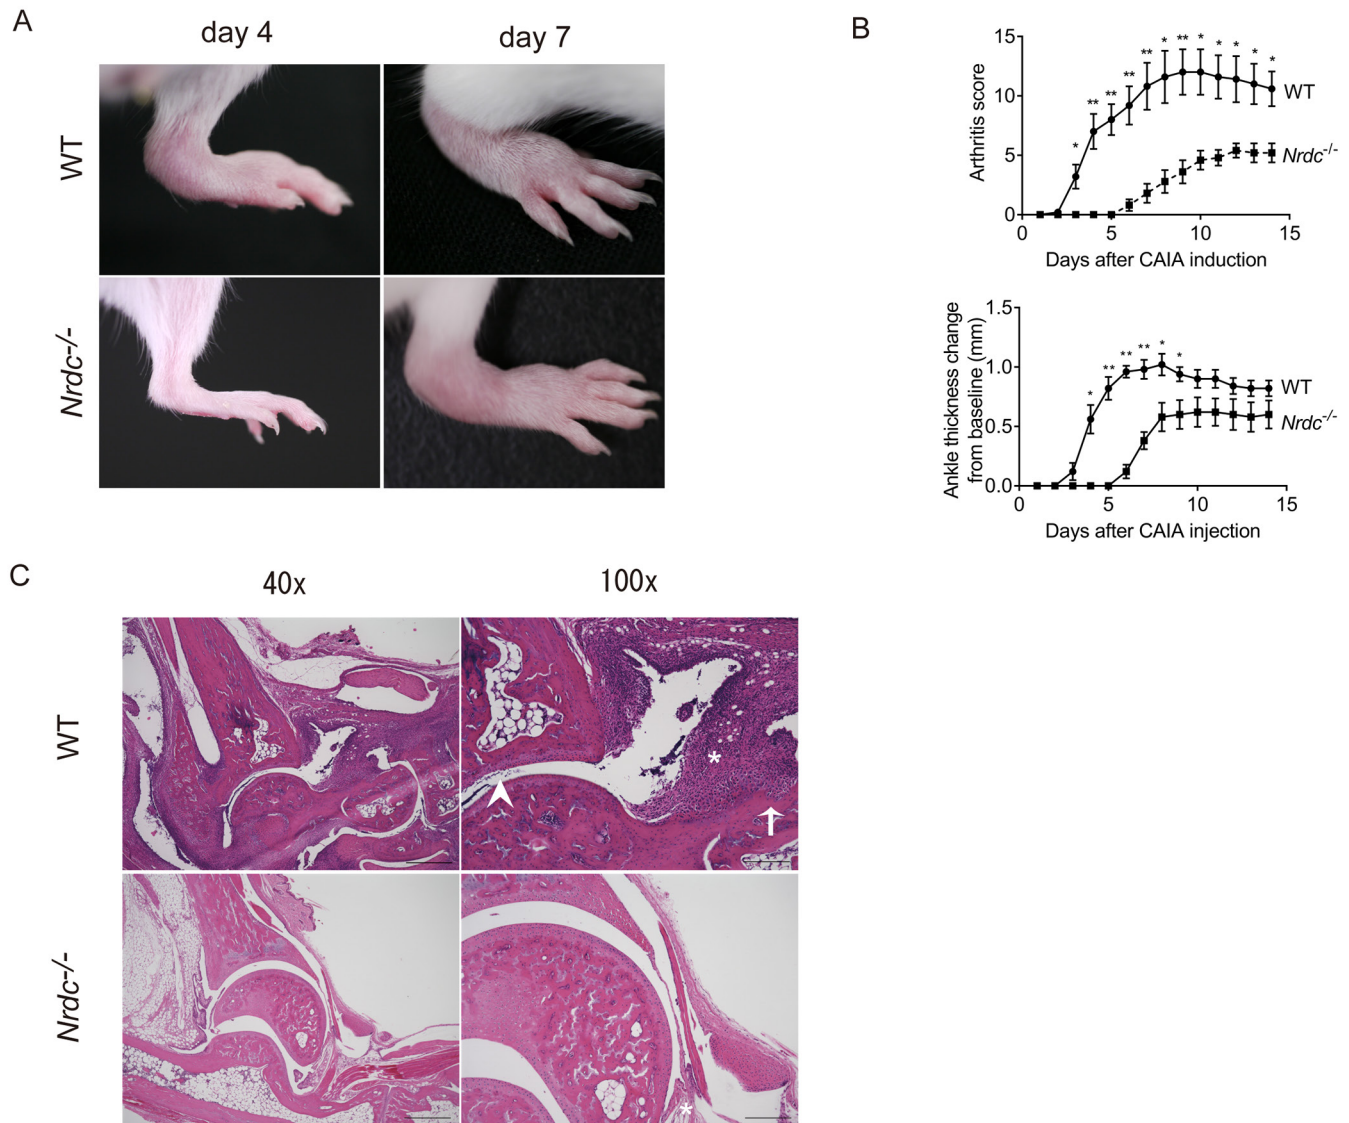 A
day 4
day 7
WT
Nrdc-/-
B
Arthritis score
15
10
5
0
* ** ** ** ** * ** * * * * *
WT
Nrdc-/-
0 5 10 15
Days after CAIA induction
Ankle thickness change
from baseline (mm)
1.5
1.0
0.5
0.0
* ** ** ** * *
WT
Nrdc-/-
0 5 10 15
Days after CAIA injection
C
40x
100x
WT
*
Nrdc-/-
*